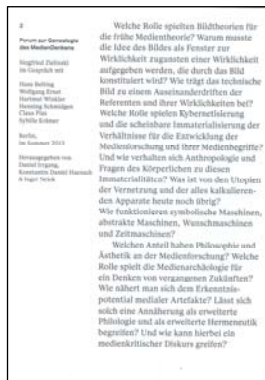 2
Forum zur Genealogie
des MedienDenkens
Siegfried Zielinski
im Gespräch mit
Hans Belting
Wolfgang Ernst
Hartmut Winkler
Henning Schmidgen
Claus Pias
Sybille Krämer
Berlin,
im Sommer 2013
Herausgegeben von
Daniel Irrgang,
Konstantin Daniel Haensch
Welche Rolle spielten Bildtheorien für
die frühe Medientheorie? Warum musste
die Idee des Bildes als Fenster zur
Wirklichkeit zugunsten einer Wirklichkeit
aufgegeben werden, die durch das Bild
konstituiert wird? Wie trägt das technische
Bild zu einem Auseinanderdriften der
Referenten und ihrer Wirklichkeiten bei?
Welche Rolle spielen Kybernetisierung
und die scheinbare Immaterialisierung der
Verhältnisse für die Entwicklung der
Medienforschung und ihrer Medienbegriffe?
Und wie verhalten sich Anthropologie und
Fragen des Körperlichen zu diesen
Immaterialitäten? Was ist von den Utopien
der Vernetzung und der alles kalkulieren-
den Apparate heute noch übrig?
Wie funktionieren symbolische Maschinen,
abstrakte Maschinen, Wunschmaschinen
und Zeitmaschinen?
Welchen Anteil haben Philosophie und
Ästhetik an der Medienforschung? Welche
Rolle spielt die Medienarchäologie für
ein Denken von vergangenen Zukünften?
Wie nähert man sich dem Erkenntnis-
potential medialer Artefakte? Lässt sich
solch eine Annäherung als erweiterte
Philologie und als erweiterte Hermeneutik
begreifen? Und wie kann hierbei ein
medienkritischer Diskurs greifen?